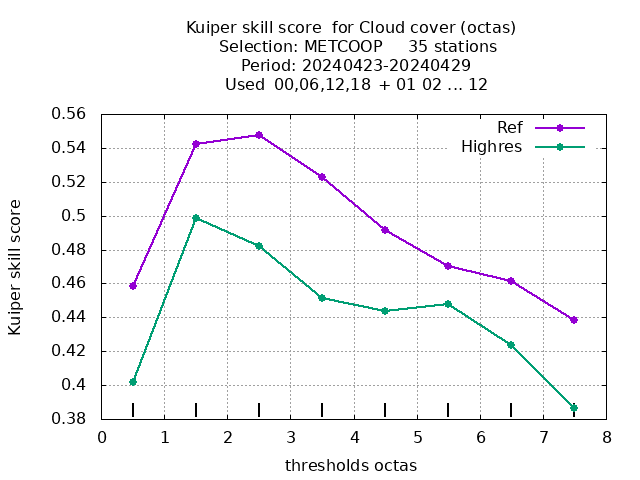 Kuiper skill score  for Cloud cover (octas)
Selection: METCOOP     35 stations
Period: 20240423-20240429
Used  00,06,12,18 + 01 02 ... 12
Ref
Highres
Kuiper skill score
0.56
0.54
0.52
0.5
0.48
0.46
0.44
0.42
0.4
0.38
0 1 2 3 4 5 6 7 8
thresholds octas